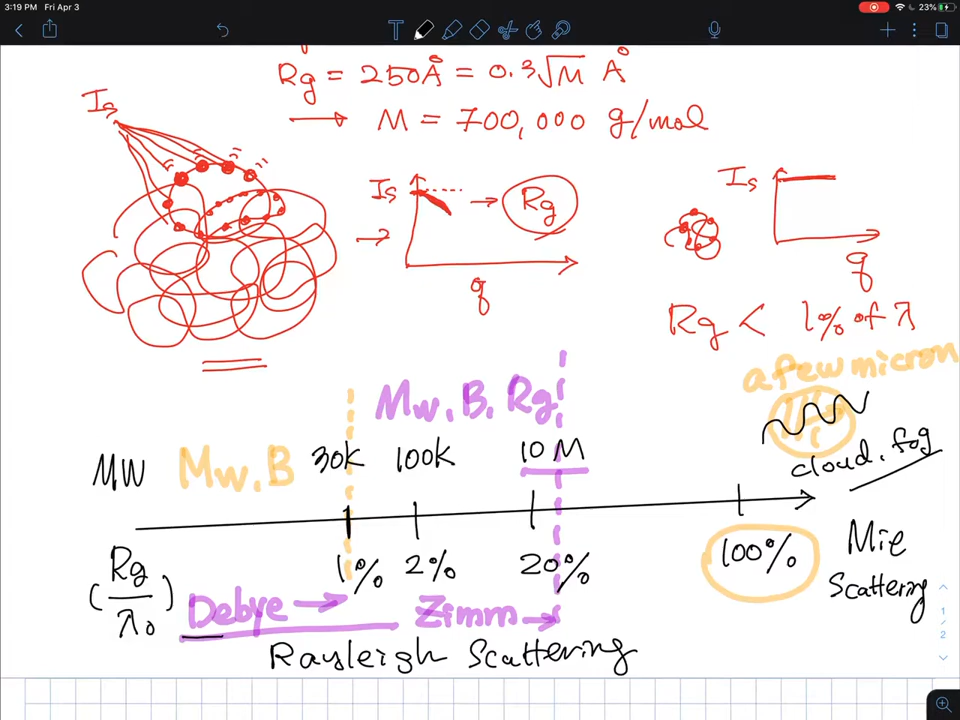 3:19 PM Fri Apr 3
23%
Rg = 250Å = 0.3√M Å
→ M = 700,000 g/mol
Is
Is
→ Rg
→
q
Is
q
Rg < 1% of λ
a few micron
Mw. B. Rg
cloud. fog
MW Mw. B 30K 100K 10M
Rg/λ₀ 1% 2% 20% 100% Mie
( ) Scattering
Debye → Zimm →
Rayleigh Scattering
1/2